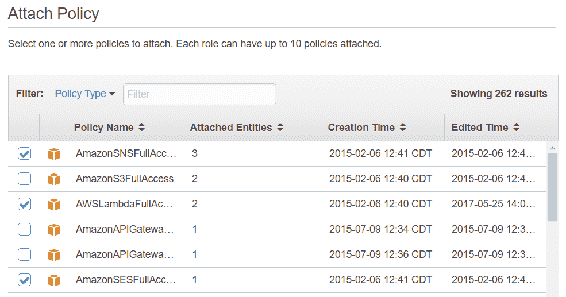 Attach Policy
Select one or more policies to attach. Each role can have up to 10 policies attached.
Filter: Policy Type Filter Showing 262 results
Policy Name Attached Entities Creation Time Edited Time
AmazonSNSFullAcc... 3 2015-02-06 12:41 CDT 2015-02-06 12:4...
AmazonS3FullAccess 2 2015-02-06 12:40 CDT 2015-02-06 12:4...
AWSLambdaFullAc... 2 2015-02-06 12:40 CDT 2017-05-25 14:0...
AmazonAPIGatewa... 1 2015-07-09 12:34 CDT 2015-07-09 12:3...
AmazonAPIGatewa... 1 2015-07-09 12:36 CDT 2015-07-09 12:3...
AmazonSESFullAcc... 1 2015-02-06 12:41 CDT 2015-02-06 12:4...